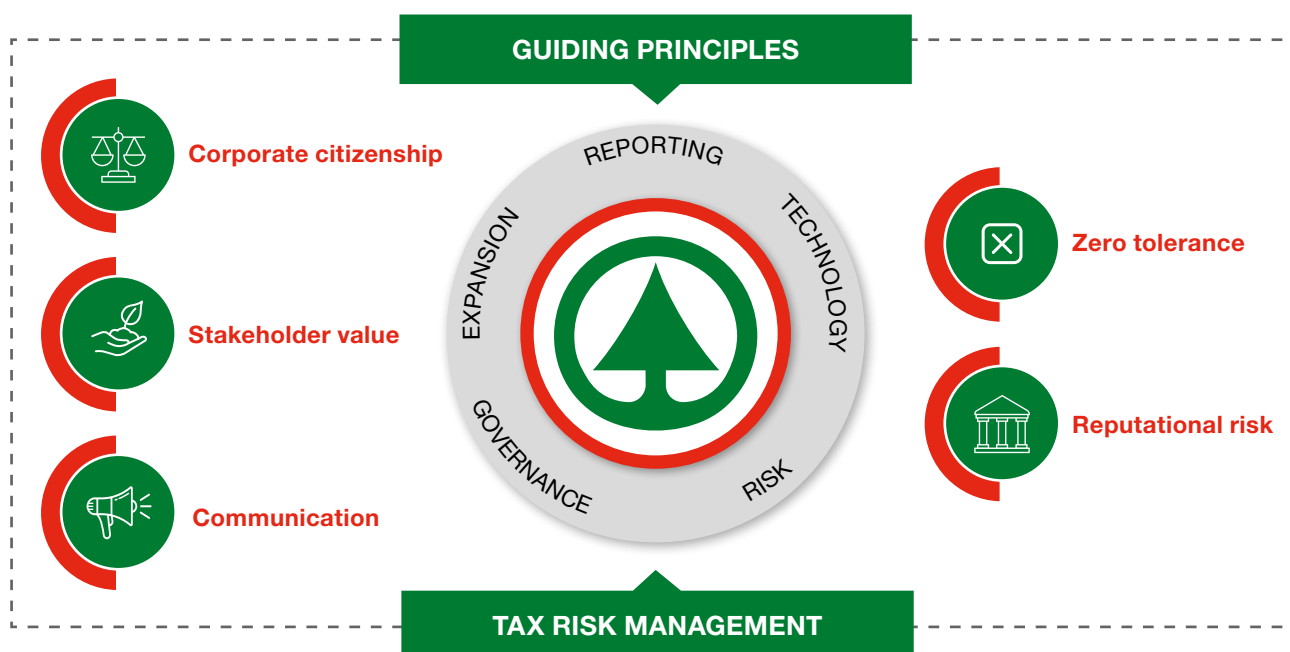 GUIDING PRINCIPLES
Corporate citizenship
Stakeholder value
Communication
REPORTING
TECHNOLOGY
RISK
GOVERNANCE
EXPANSION
Zero tolerance
Reputational risk
TAX RISK MANAGEMENT